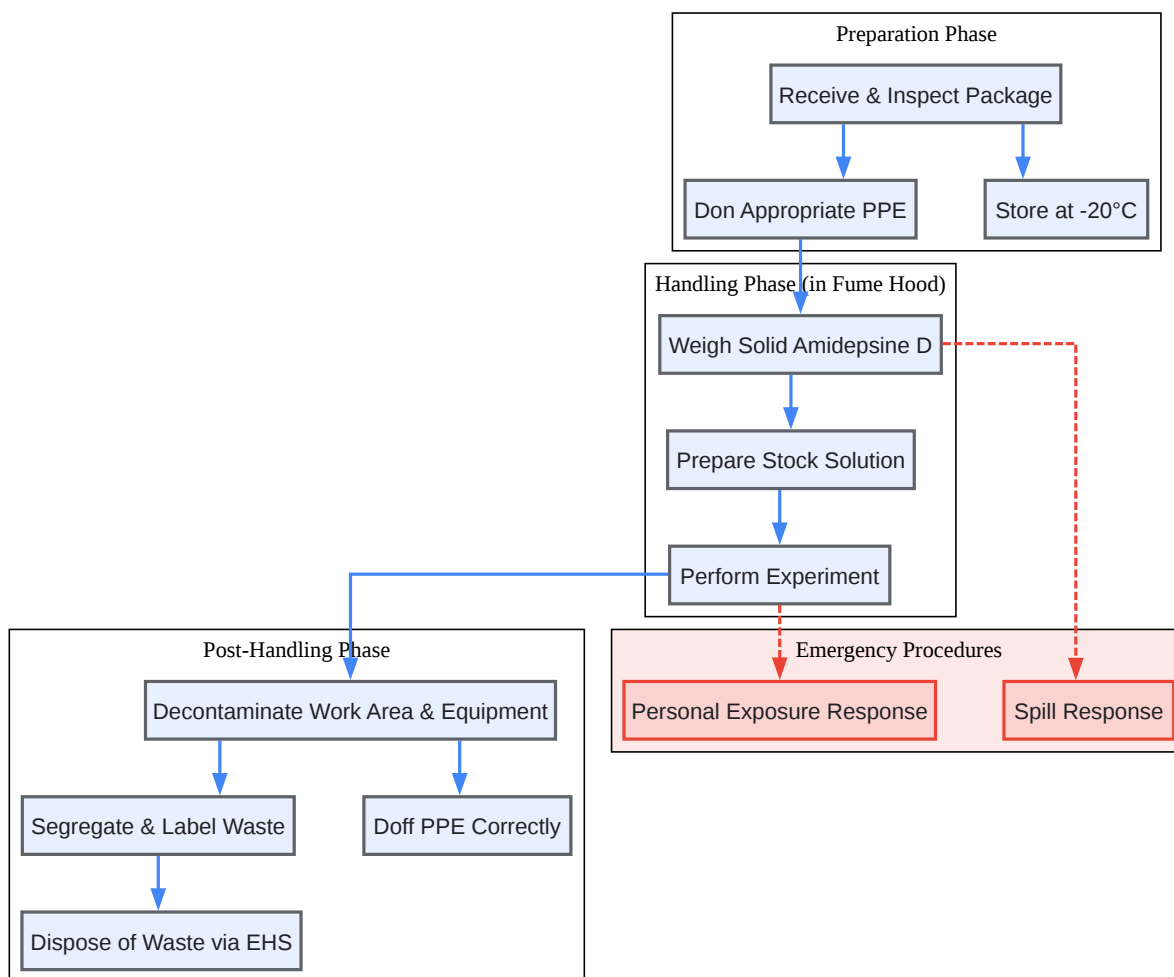 Preparation Phase
Receive & Inspect Package
Don Appropriate PPE
Store at -20°C
Handling Phase (in Fume Hood)
Weigh Solid Amidepsine D
Prepare Stock Solution
Perform Experiment
Post-Handling Phase
Decontaminate Work Area & Equipment
Segregate & Label Waste
Doff PPE Correctly
Dispose of Waste via EHS
Emergency Procedures
Personal Exposure Response
Spill Response